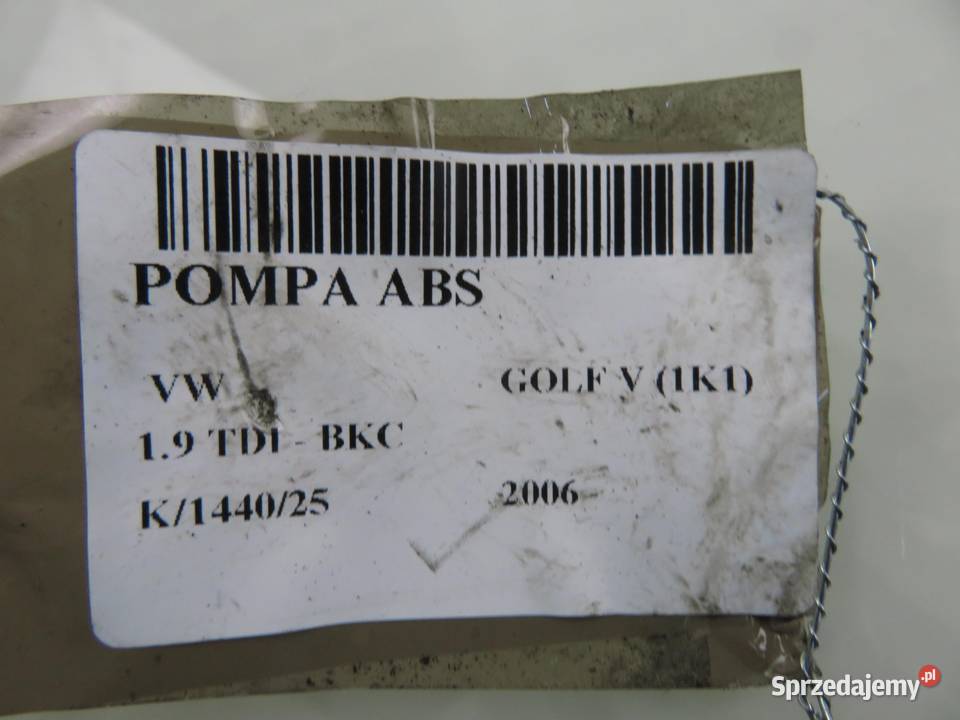 POMPA ABS
VW GOLF V (1K1)
1.9 TDI - BKC
K/1440/25 2006
Sprzedajemy.pl